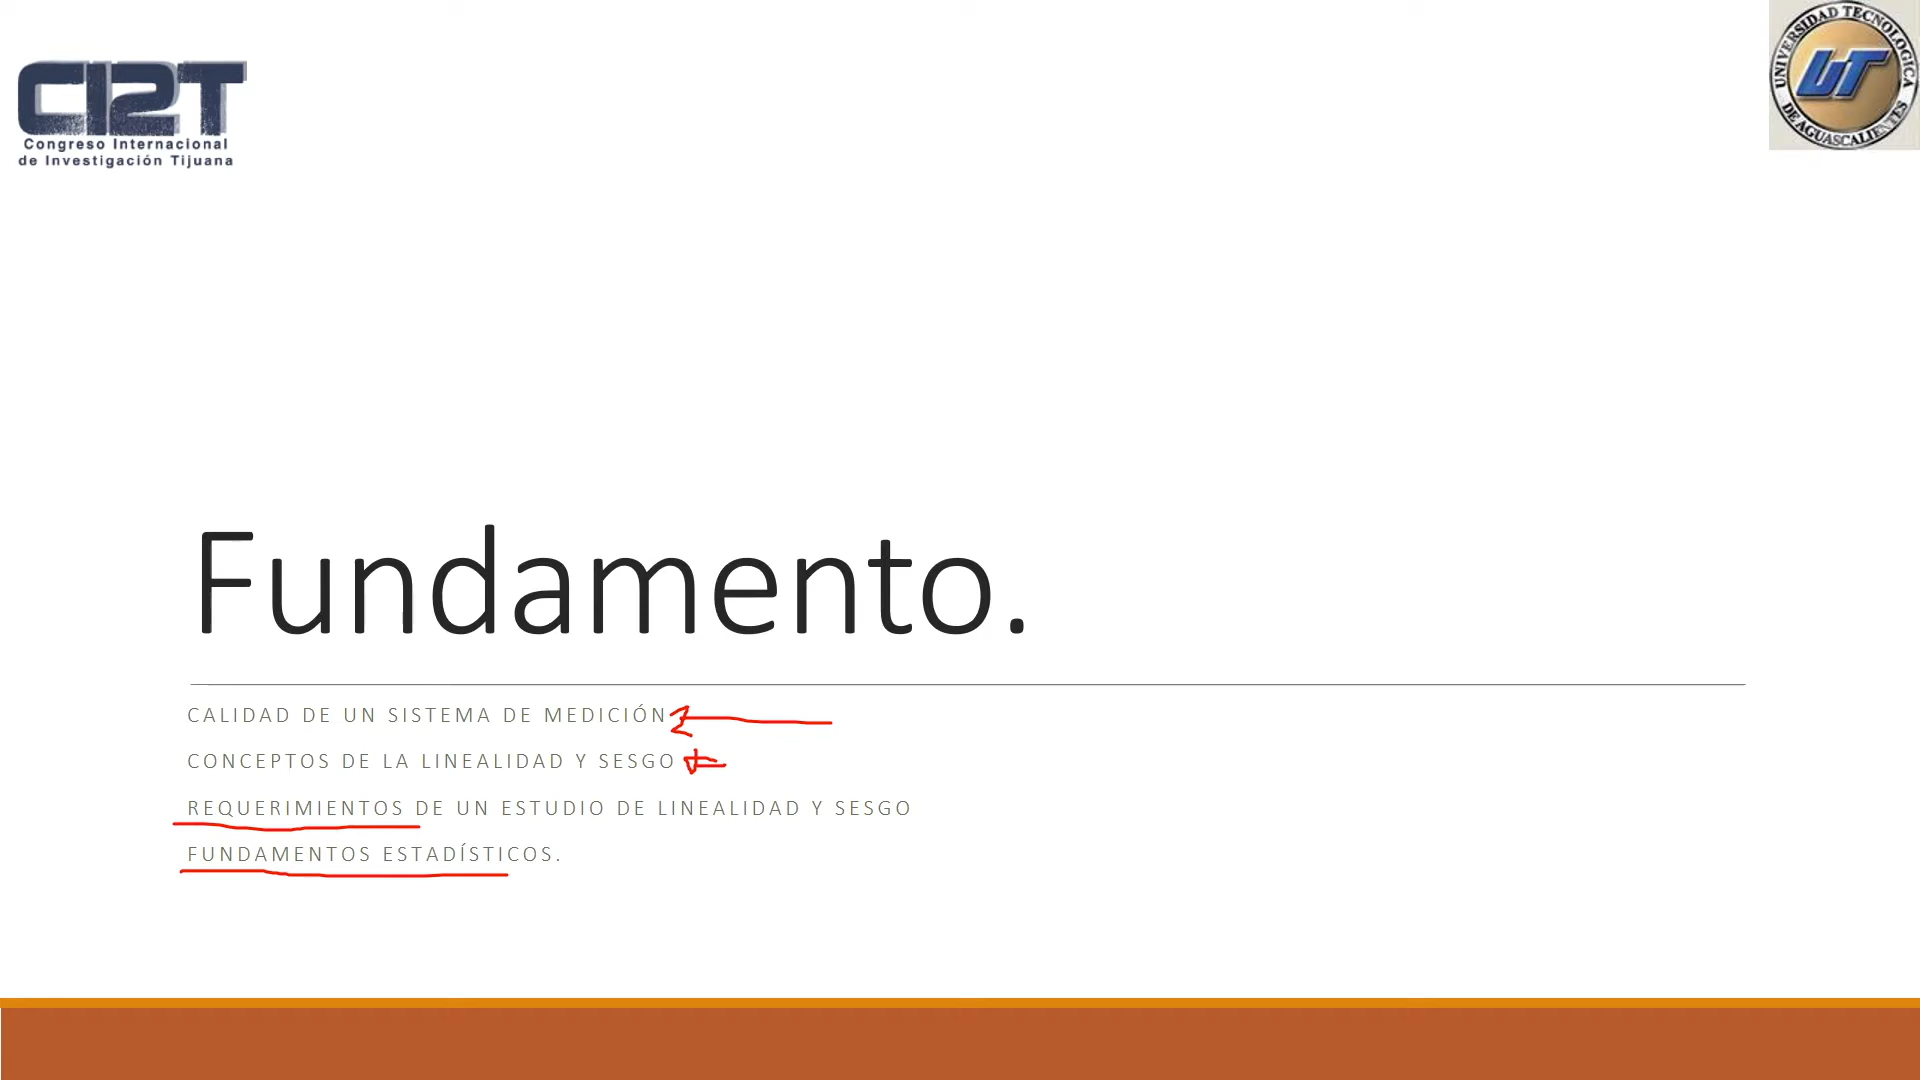 CI2T
Congreso Internacional
de Investigación Tijuana
UNIVERSIDAD TECNOLOGICA
UT
DE AGUASCALIENTES
Fundamento.
CALIDAD DE UN SISTEMA DE MEDICIÓN
CONCEPTOS DE LA LINEALIDAD Y SESGO
REQUERIMIENTOS DE UN ESTUDIO DE LINEALIDAD Y SESGO
FUNDAMENTOS ESTADÍSTICOS.